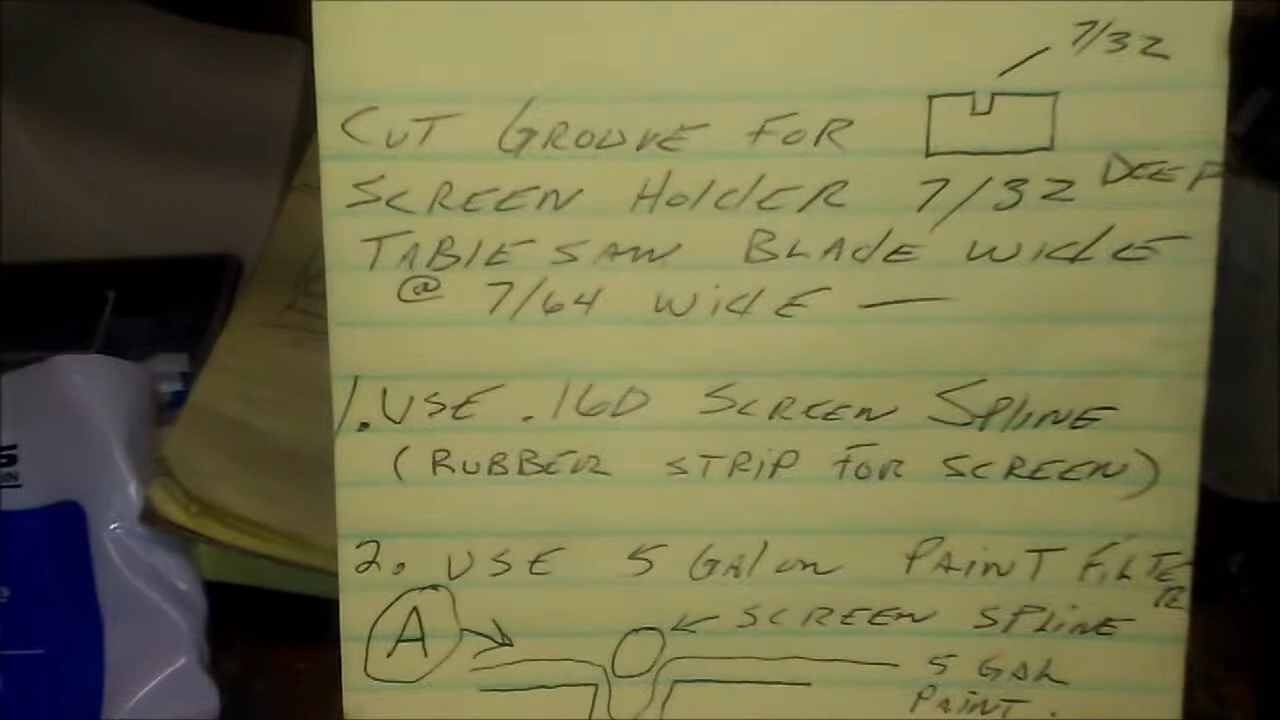 7/32
CUT GROOVE FOR
SCREEN HOldER 7/32 DEEP
TABlE SAW BLAdE WIdE
@ 7/64 WidE —
1. USE .160 SCREEN SPliNE
(RUBBER STRiP FOR SCREEN)
2. USE 5 GAlon PAiNT FiLTER
A
SCREEN SPLiNE
5 GAL
PAiNT.